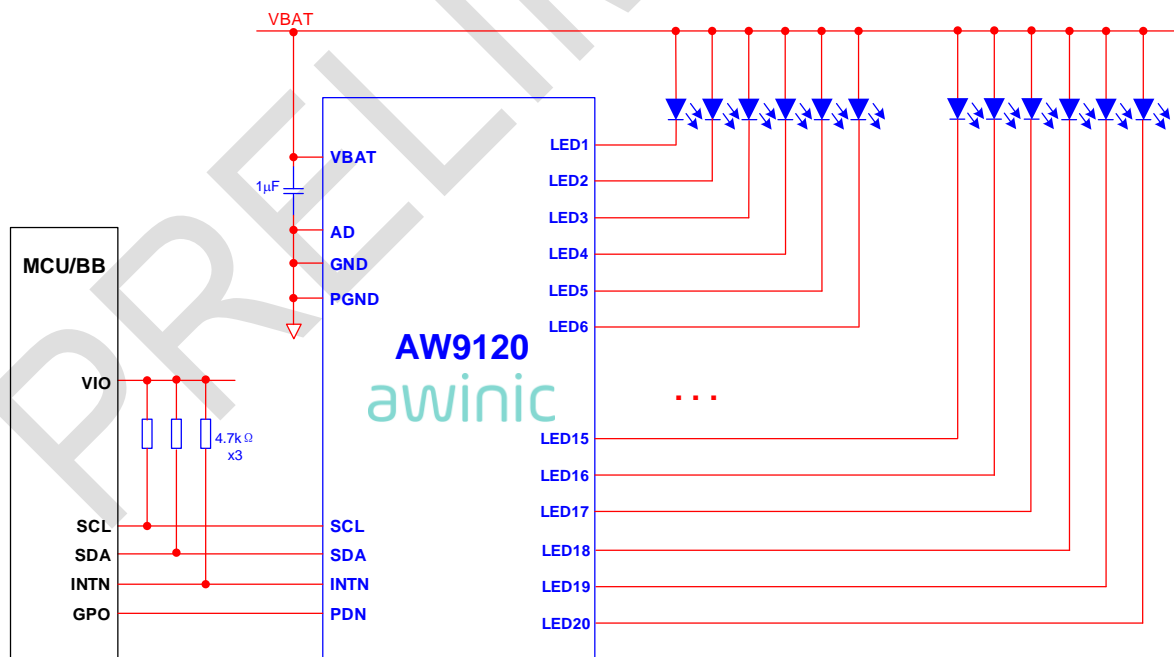 VBAT
LED1
VBAT
LED2
1μF
LED3
AD
MCU/BB
LED4
GND
LED5
PGND
LED6
AW9120
awinic
VIO
...
4.7kΩ
x3
LED15
LED16
LED17
SCL
SCL
SDA
SDA
LED18
INTN
INTN
LED19
GPO
PDN
LED20
PRELIM